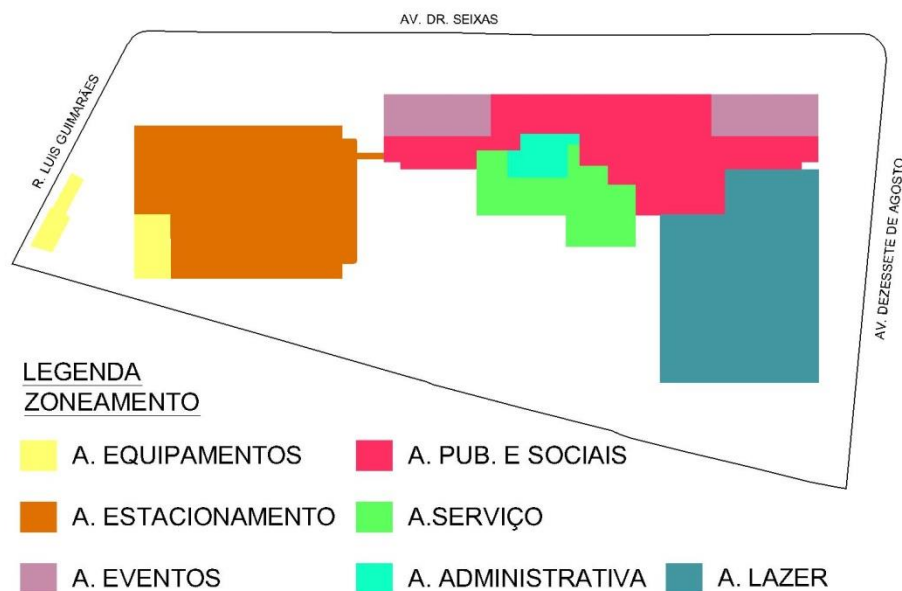 AV. DR. SEIXAS
R. LUIS GUIMARÃES
AV. DEZESSETE DE AGOSTO
LEGENDA
ZONEAMENTO
A. EQUIPAMENTOS
A. PUB. E SOCIAIS
A. ESTACIONAMENTO
A.SERVIÇO
A. EVENTOS
A. ADMINISTRATIVA
A. LAZER